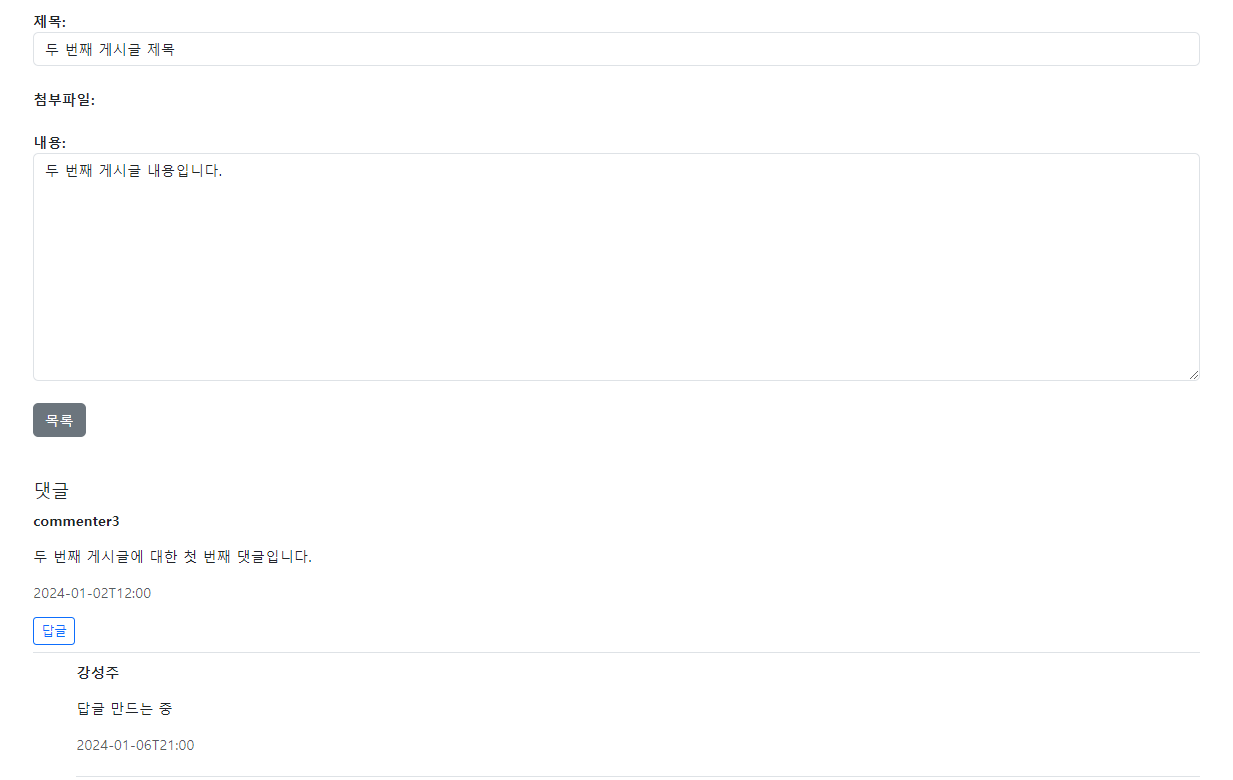 제목:
두 번째 게시글 제목
첨부파일:
내용:
두 번째 게시글 내용입니다.
목록
댓글
commenter3
두 번째 게시글에 대한 첫 번째 댓글입니다.
2024-01-02T12:00
답글
강성주
답글 만드는 중
2024-01-06T21:00